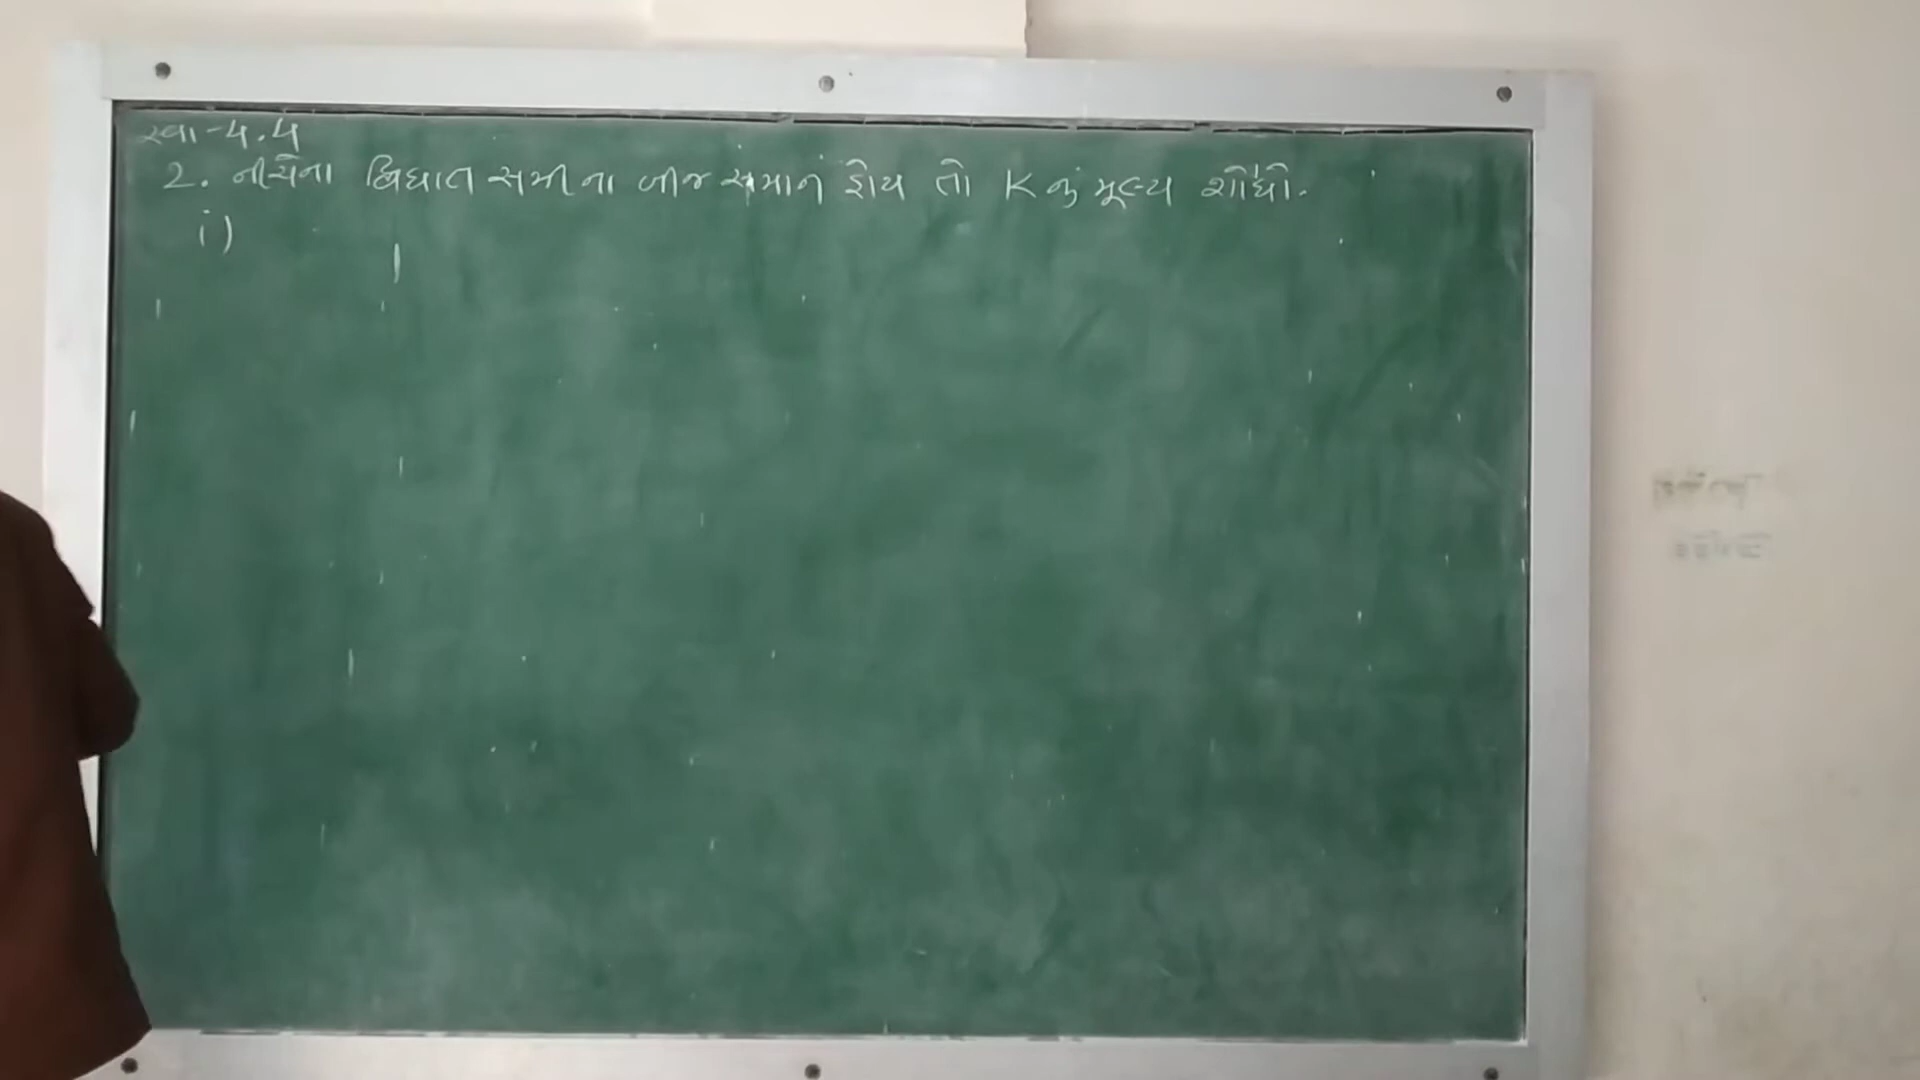 સ્વા-4.4
2. નીચેના દ્વિઘાત સમી ના બીજ સમાન હોય તો K નું મૂલ્ય શોધો.
i)